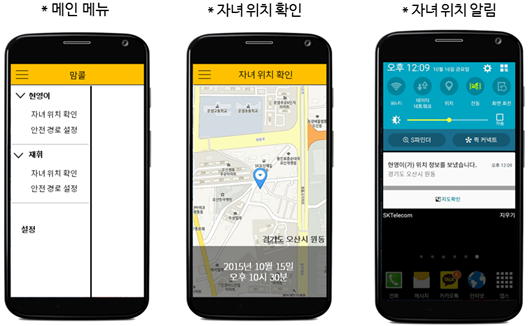 * 메인 메뉴
* 자녀 위치 확인
* 자녀 위치 알림
맘콜
현영이
자녀 위치 확인
안전 경로 설정
재휘
자녀 위치 확인
안전 경로 설정
설정
자녀 위치 확인
경기도 오산시 원동
2015년 10월 15일
오후 10시 30분
오후 12:09 10월 16일 금요일
Wi-Fi
데이터 네트워크
위치
진동
화면 회전
자동
S파인더
퀵 커넥트
현영이(가) 위치 정보를 보냈습니다. 오후 12:09
경기도 오산시 원동
지도확인
SKTelecom 지우기
전화 메시지 카카오톡 인터넷 앱스